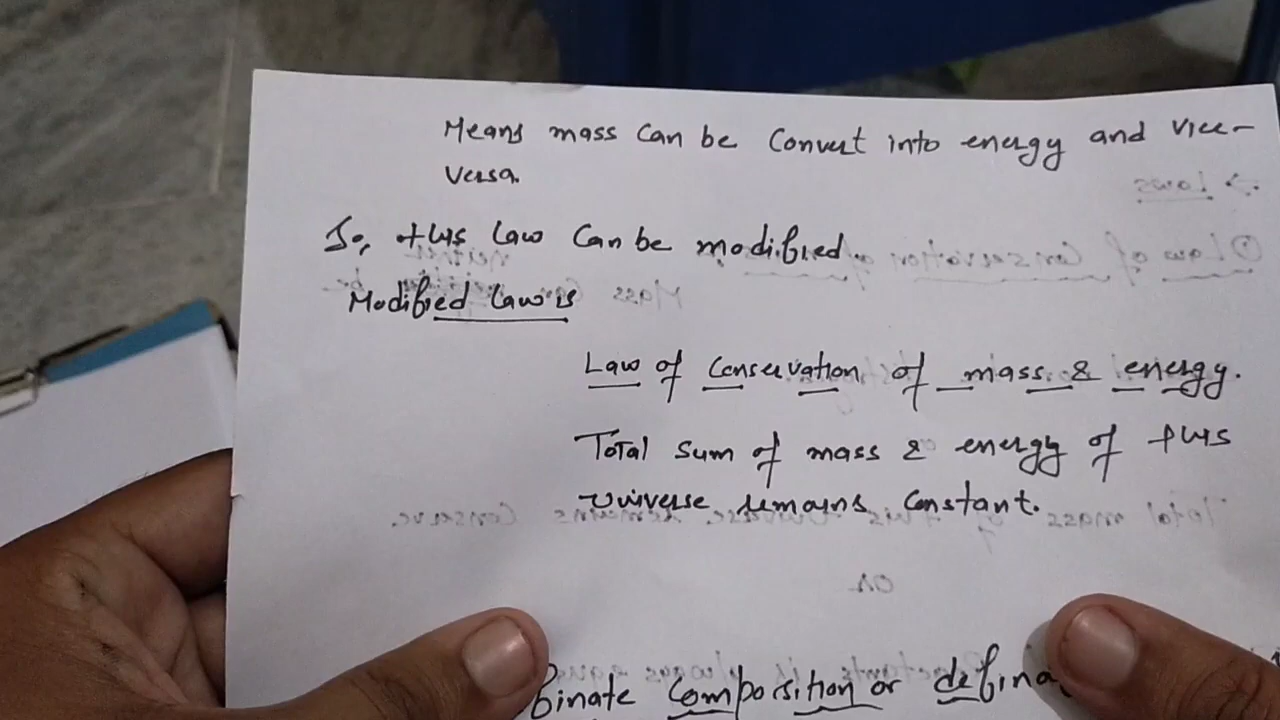 Means mass can be Convert into energy and vice-
versa.
So, this law can be modified.
Modified law is
Law of Conservation of mass & energy.
Total sum of mass & energy of this
universe remains constant.
composition or